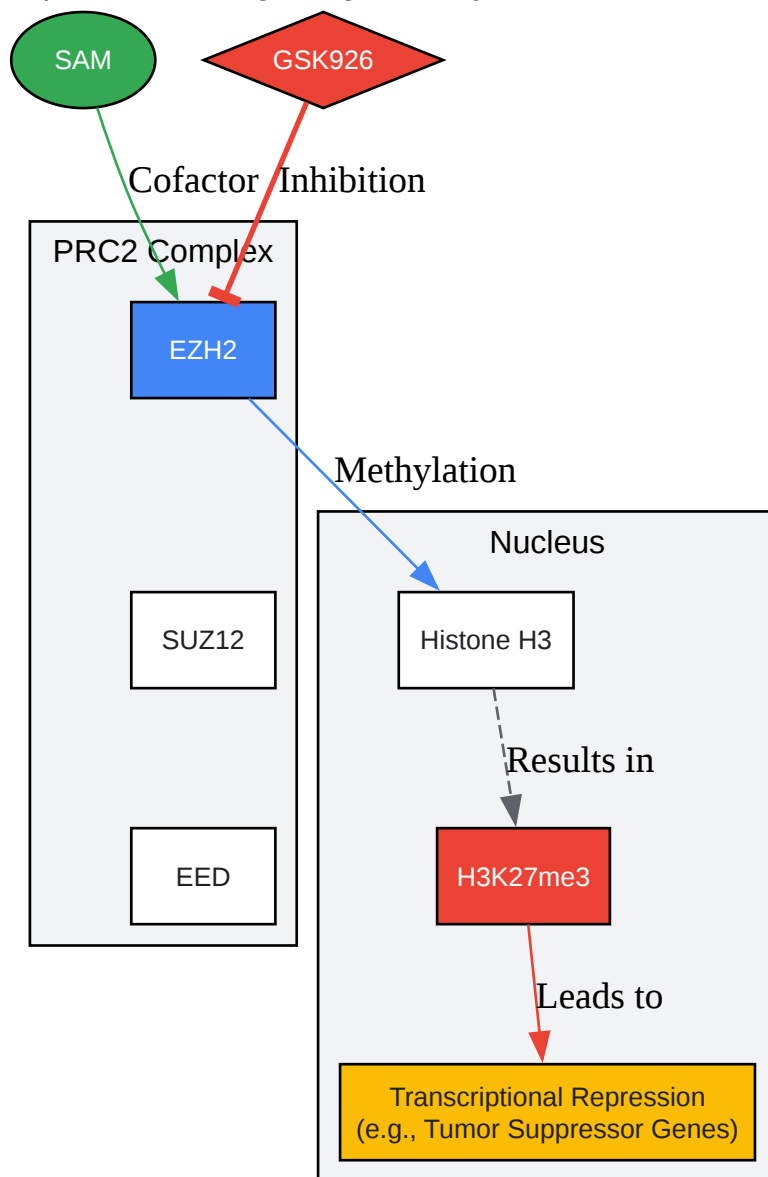 SAM
GSK926
Cofactor
Inhibition
PRC2 Complex
EZH2
Methylation
Nucleus
SUZ12
Histone H3
Results in
EED
H3K27me3
Leads to
Transcriptional Repression
(e.g., Tumor Suppressor Genes)